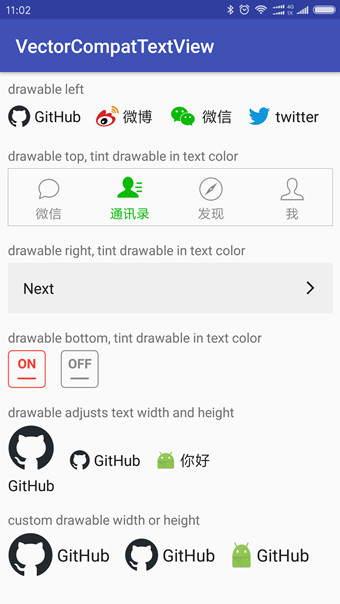 11:02
4G
1X
VectorCompatTextView
drawable left
GitHub 微博 微信 twitter
drawable top, tint drawable in text color
微信 通讯录 发现 我
drawable right, tint drawable in text color
Next
drawable bottom, tint drawable in text color
ON OFF
drawable adjusts text width and height
GitHub GitHub 你好
custom drawable width or height
GitHub GitHub GitHub